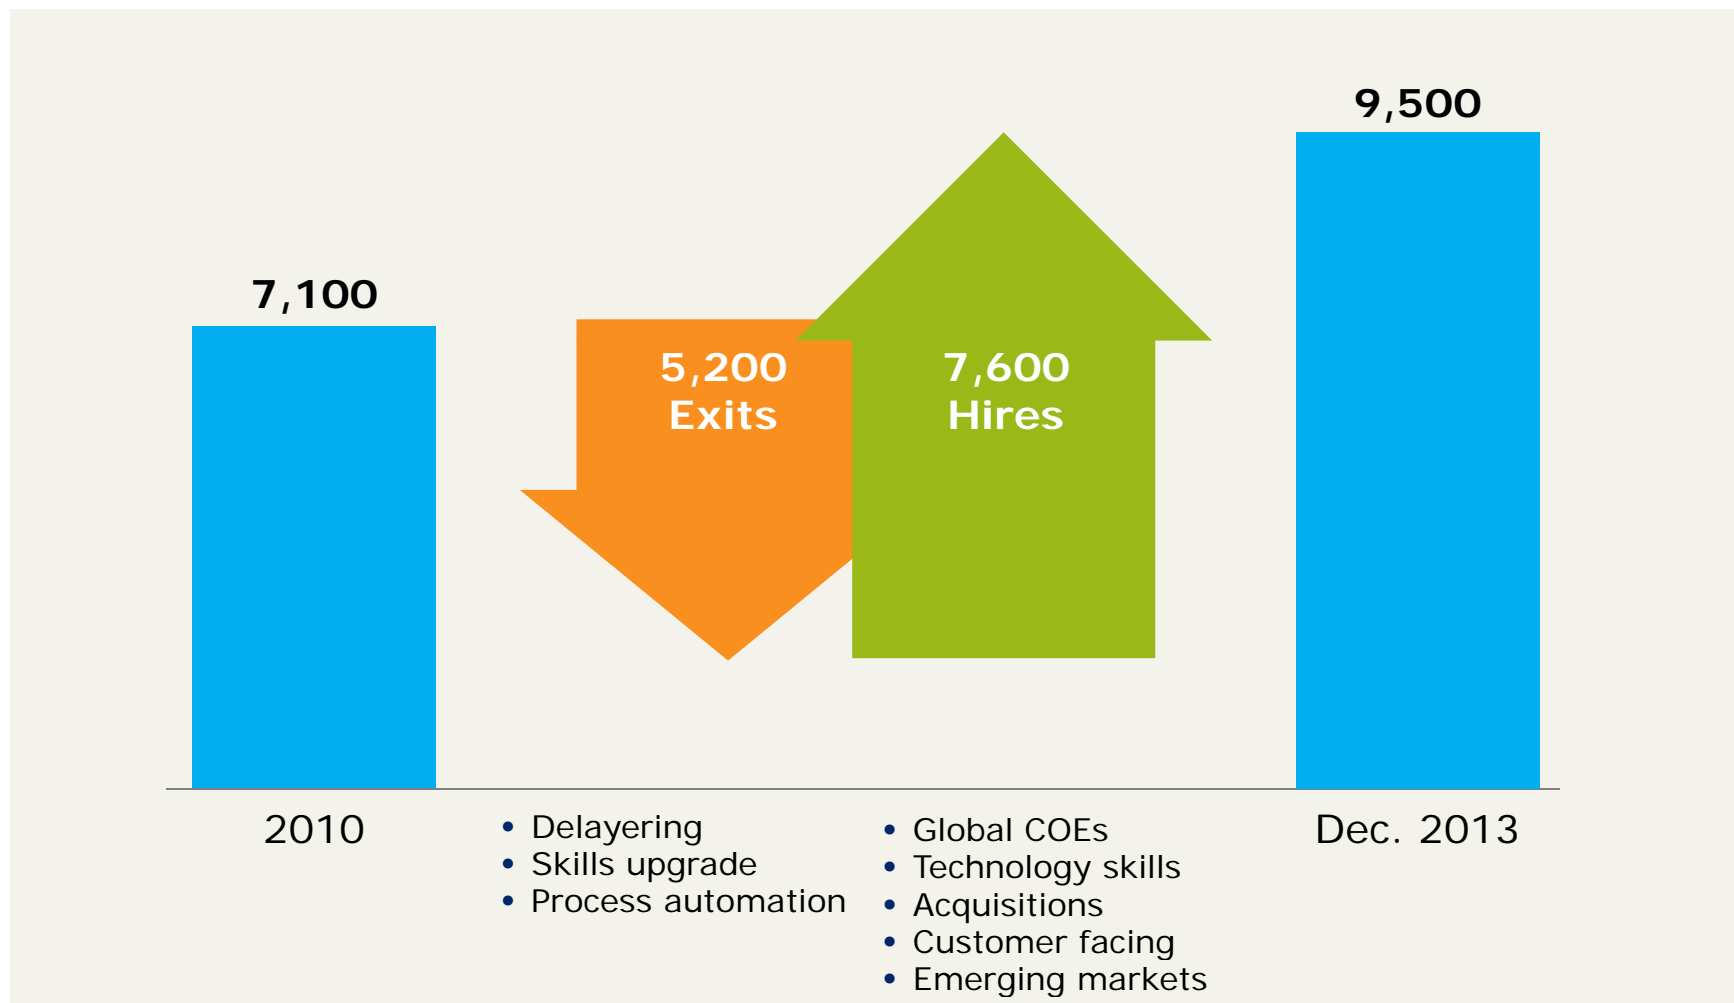 9,500
7,100
5,200
Exits
7,600
Hires
2010
• Delayering
• Skills upgrade
• Process automation
• Global COEs
• Technology skills
• Acquisitions
• Customer facing
• Emerging markets
Dec. 2013